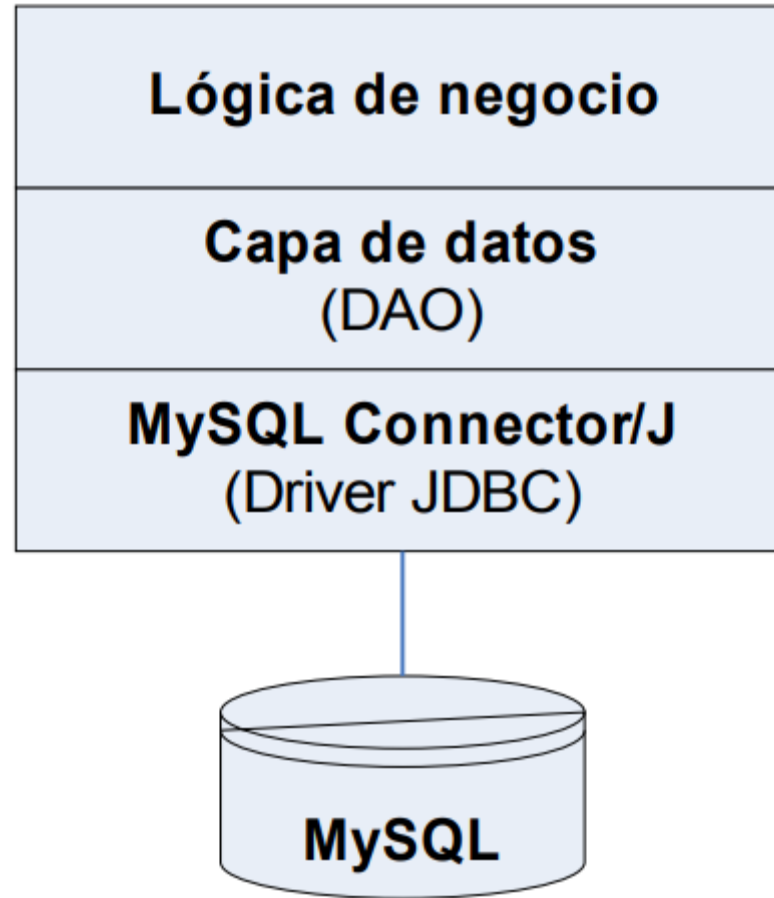 Lógica de negocio
Capa de datos
(DAO)
MySQL Connector/J
(Driver JDBC)
MySQL